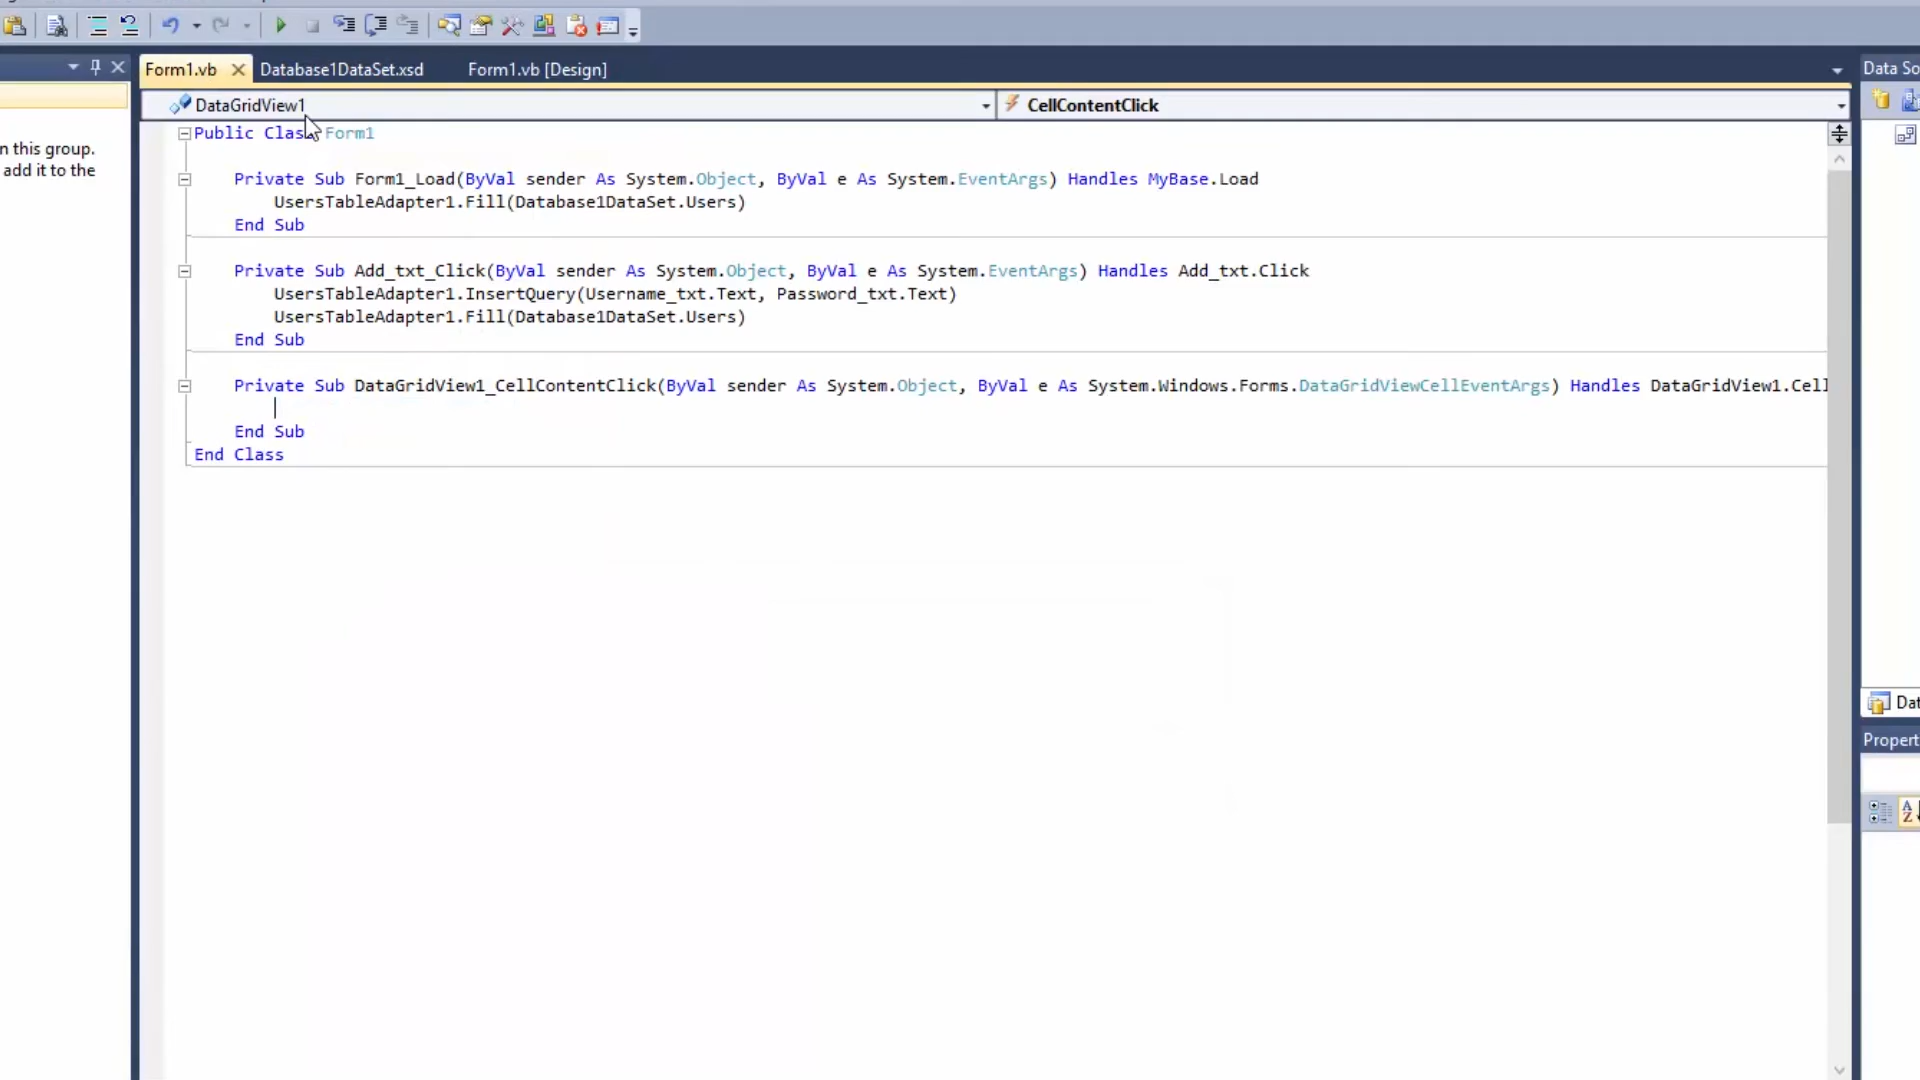 Form1.vb Database1DataSet.xsd Form1.vb [Design] Data So
DataGridView1 CellContentClick
Public Class Form1
n this group.
add it to the
Private Sub Form1_Load(ByVal sender As System.Object, ByVal e As System.EventArgs) Handles MyBase.Load
UsersTableAdapter1.Fill(Database1DataSet.Users)
End Sub
Private Sub Add_txt_Click(ByVal sender As System.Object, ByVal e As System.EventArgs) Handles Add_txt.Click
UsersTableAdapter1.InsertQuery(Username_txt.Text, Password_txt.Text)
UsersTableAdapter1.Fill(Database1DataSet.Users)
End Sub
Private Sub DataGridView1_CellContentClick(ByVal sender As System.Object, ByVal e As System.Windows.Forms.DataGridViewCellEventArgs) Handles DataGridView1.Cell
End Sub
End Class
Dat
Propert